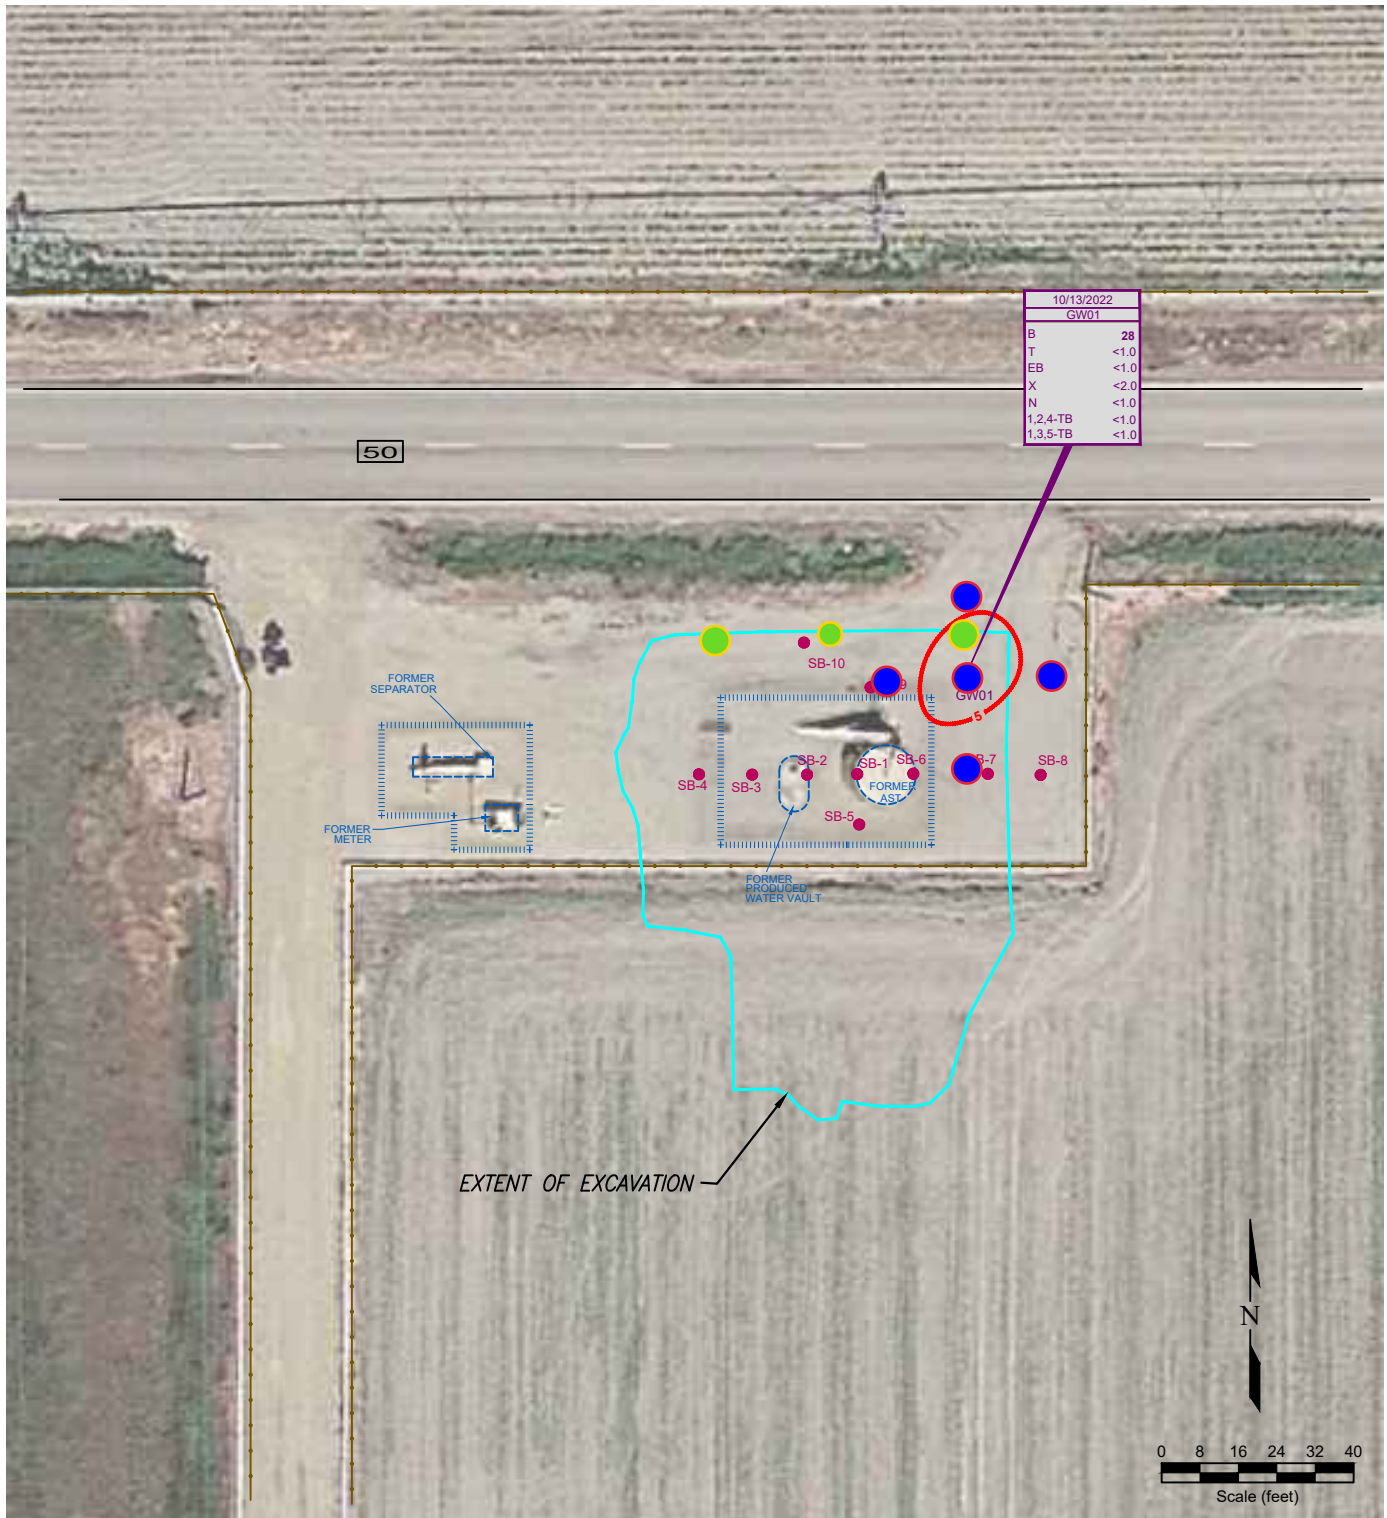 10/13/2022
GW01
B 28
T <1.0
EB <1.0
X <2.0
N <1.0
1,2,4-TB <1.0
1,3,5-TB <1.0
50
SB-10
FORMER
SEPARATOR
9
GW01
5
SB-4
SB-3
SB-2
SB-1
SB-6
B-7
SB-8
FORMER
AST
SB-5
FORMER
METER
FORMER
PRODUCED
WATER VAULT
EXTENT OF EXCAVATION
N
0 8 16 24 32 40
Scale (feet)